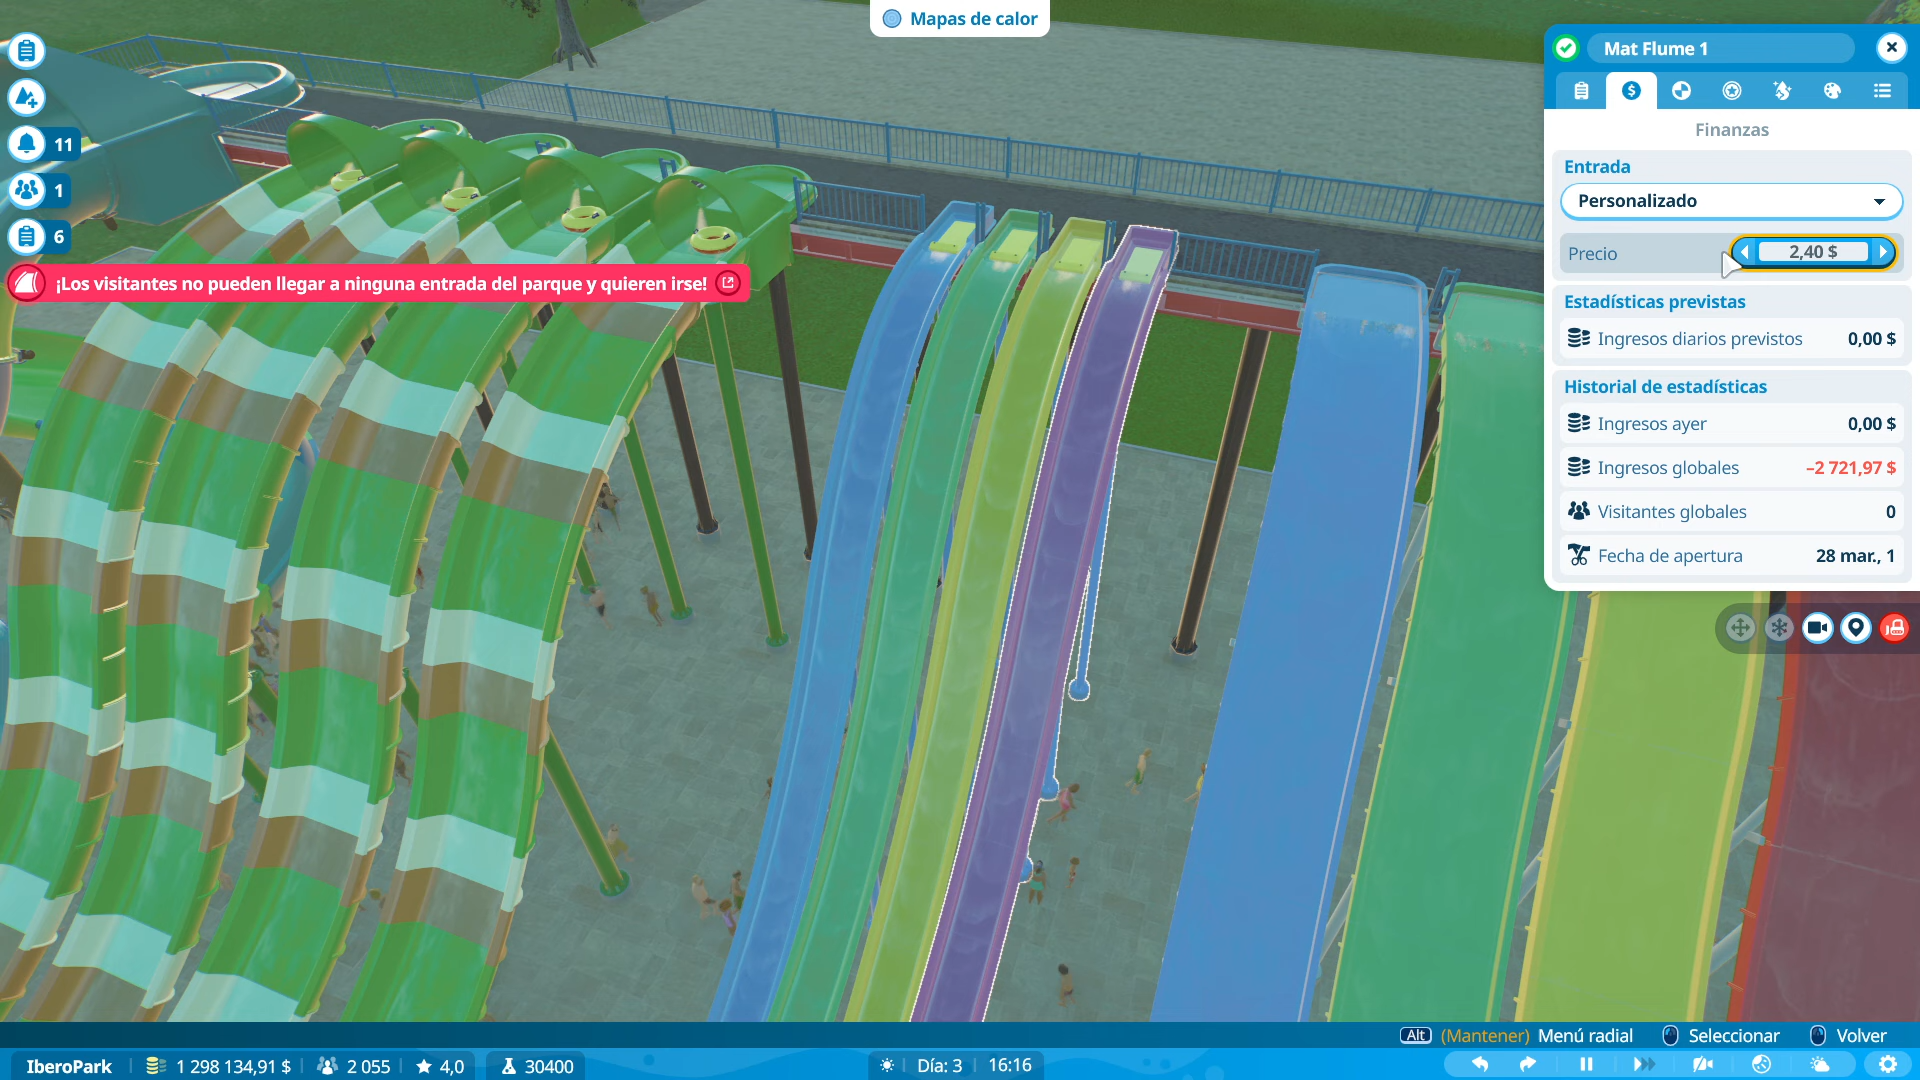 Mapas de calor
11
1
6
¡Los visitantes no pueden llegar a ninguna entrada del parque y quieren irse!
Mat Flume 1
Finanzas
Entrada
Personalizado
Precio
2,40 $
Estadísticas previstas
Ingresos diarios previstos 0,00 $
Historial de estadísticas
Ingresos ayer 0,00 $
Ingresos globales –2 721,97 $
Visitantes globales 0
Fecha de apertura 28 mar., 1
Alt (Mantener) Menú radial Seleccionar Volver
IberoPark 1 298 134,91 $ 2 055 4,0 30400 Día: 3 16:16